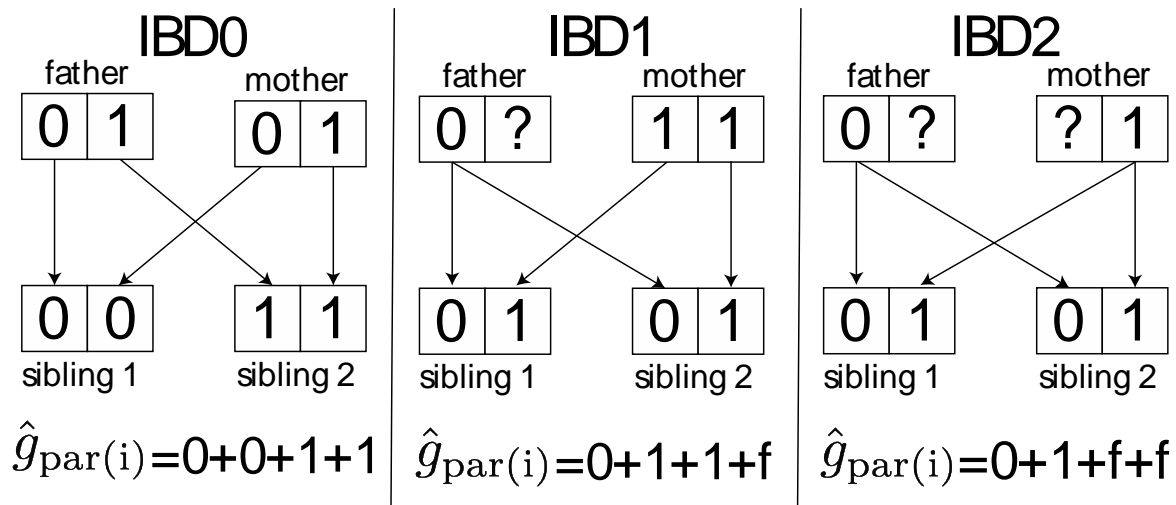 IBD0
father
mother
0 1
0 1
0 0
1 1
sibling 1
sibling 2
ĝpar(i)=0+0+1+1
IBD1
father
mother
0 ?
1 1
0 1
0 1
sibling 1
sibling 2
ĝpar(i)=0+1+1+f
IBD2
father
mother
0 ?
? 1
0 1
0 1
sibling 1
sibling 2
ĝpar(i)=0+1+f+f